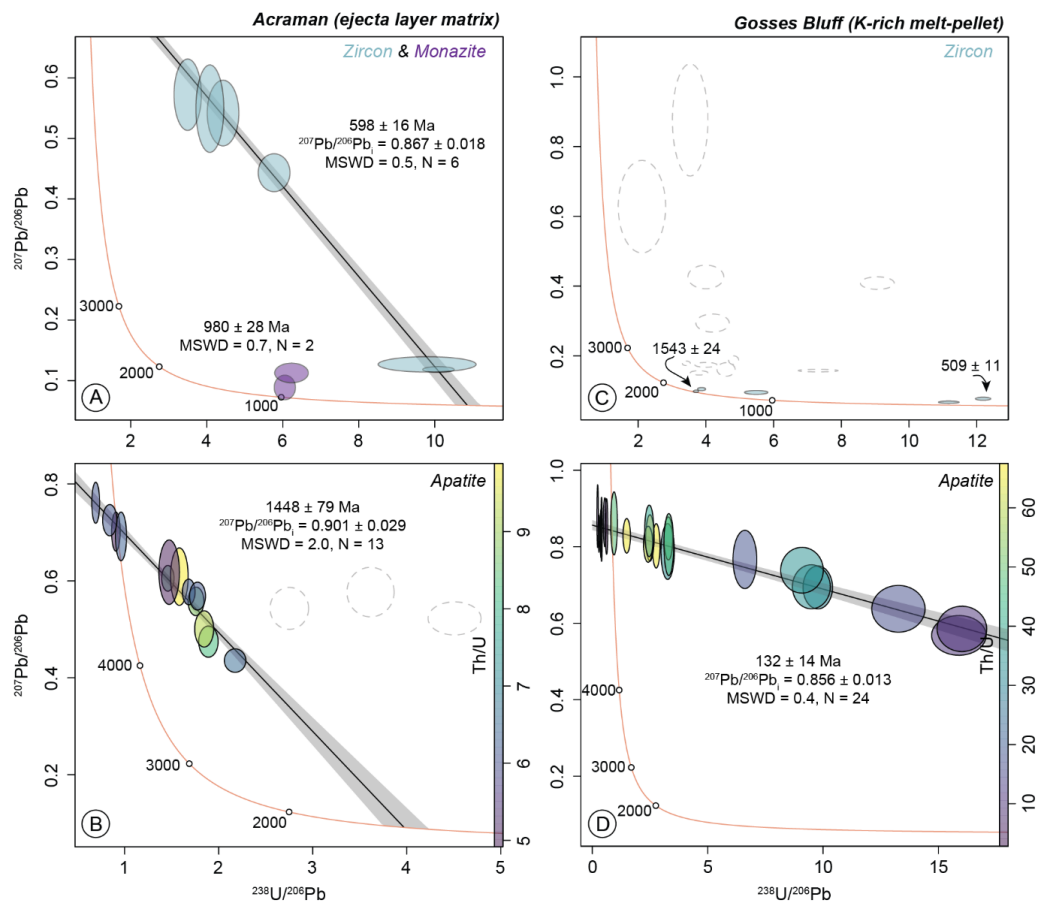 Acraman (ejecta layer matrix)
Zircon & Monazite
0.6
0.5
0.4
0.3
0.2
0.1
²⁰⁷Pb/²⁰⁶Pb
598 ± 16 Ma
²⁰⁷Pb/²⁰⁶Pbᵢ = 0.867 ± 0.018
MSWD = 0.5, N = 6
980 ± 28 Ma
MSWD = 0.7, N = 2
3000
2000
1000
A
2 4 6 8 10
Gosses Bluff (K-rich melt-pellet)
Zircon
1.0
0.8
0.6
0.4
0.2
3000
2000
1000
1543 ± 24
509 ± 11
C
2 4 6 8 10 12
Apatite
0.8
0.6
0.4
0.2
²⁰⁷Pb/²⁰⁶Pb
1448 ± 79 Ma
²⁰⁷Pb/²⁰⁶Pbᵢ = 0.901 ± 0.029
MSWD = 2.0, N = 13
4000
3000
2000
B
Th/U
9
8
7
6
5
1 2 3 4 5
²³⁸U/²⁰⁶Pb
Apatite
1.0
0.8
0.6
0.4
0.2
132 ± 14 Ma
²⁰⁷Pb/²⁰⁶Pbᵢ = 0.856 ± 0.013
MSWD = 0.4, N = 24
4000
3000
2000
D
Th/U
60
50
40
30
20
10
0 5 10 15
²³⁸U/²⁰⁶Pb